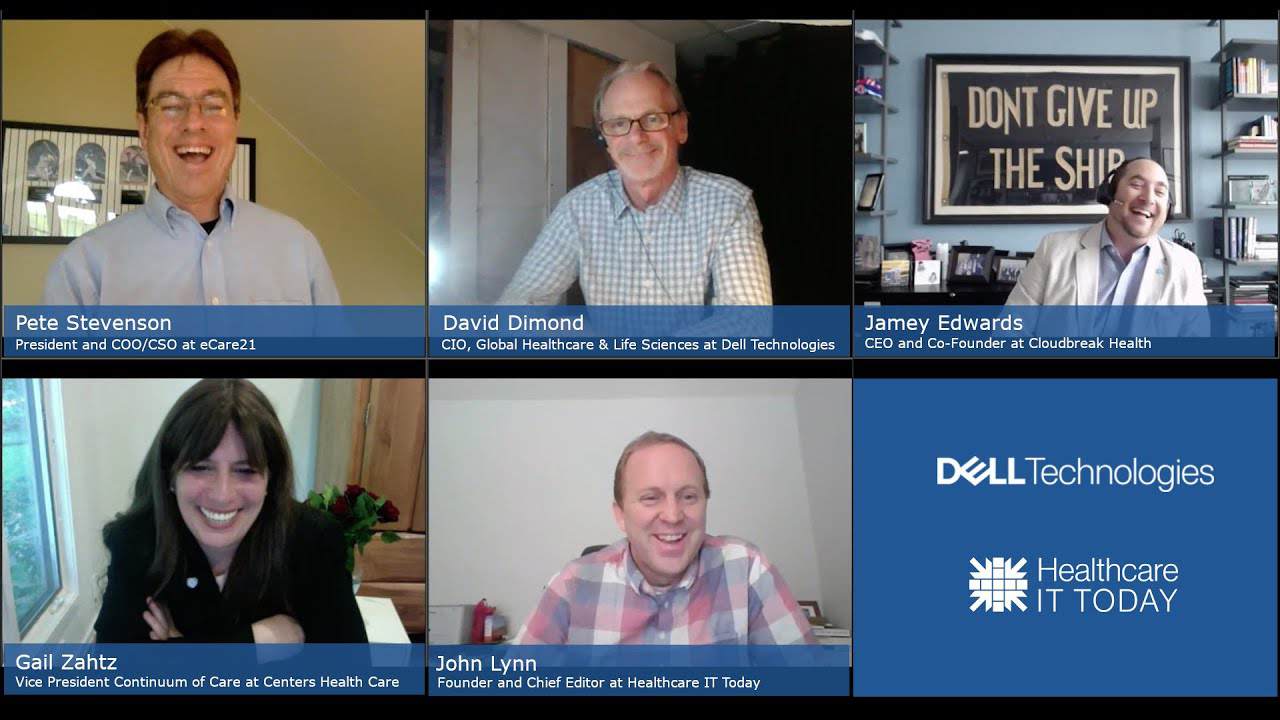 DONT GIVE UP
THE SHIP
Pete Stevenson
President and COO/CSO at eCare21
David Dimond
CIO, Global Healthcare & Life Sciences at Dell Technologies
Jamey Edwards
CEO and Co-Founder at Cloudbreak Health
Gail Zahtz
Vice President Continuum of Care at Centers Health Care
John Lynn
Founder and Chief Editor at Healthcare IT Today
DELL Technologies
Healthcare
IT TODAY